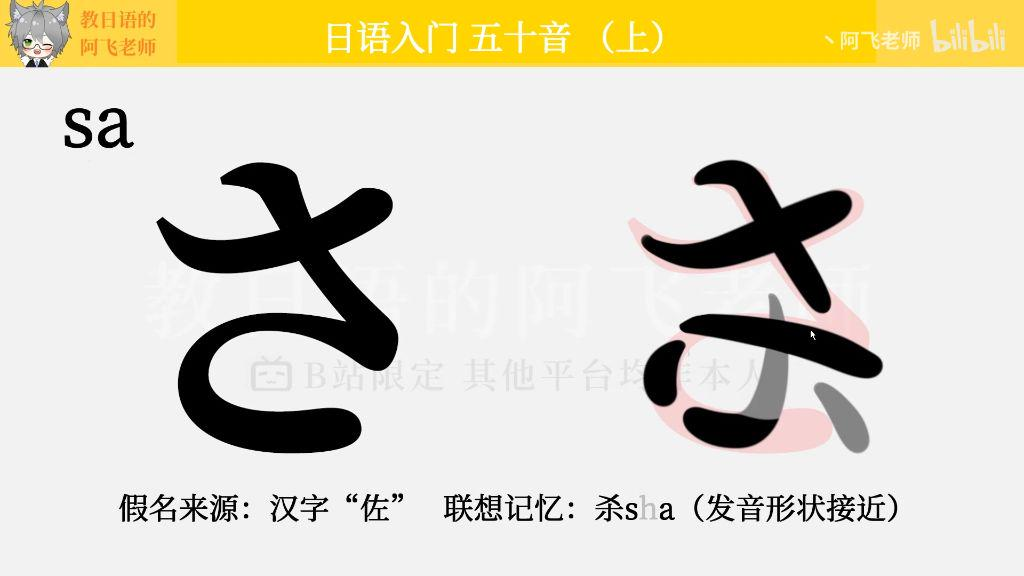 教日语的
阿飞老师
日语入门 五十音 （上）
丶阿飞老师 bilibili
sa
さ 杀
教日语的阿飞老师
B站限定 其他平台均非本人
假名来源：汉字“佐” 联想记忆：杀sha（发音形状接近）